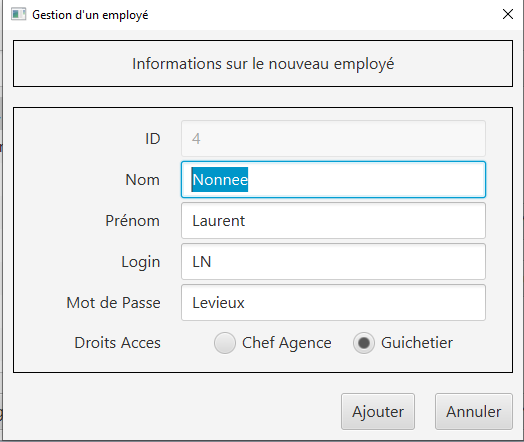 Gestion d'un employé
Informations sur le nouveau employé
ID 4
Nom Nonnee
Prénom Laurent
Login LN
Mot de Passe Levieux
Droits Acces Chef Agence Guichetier
Ajouter Annuler